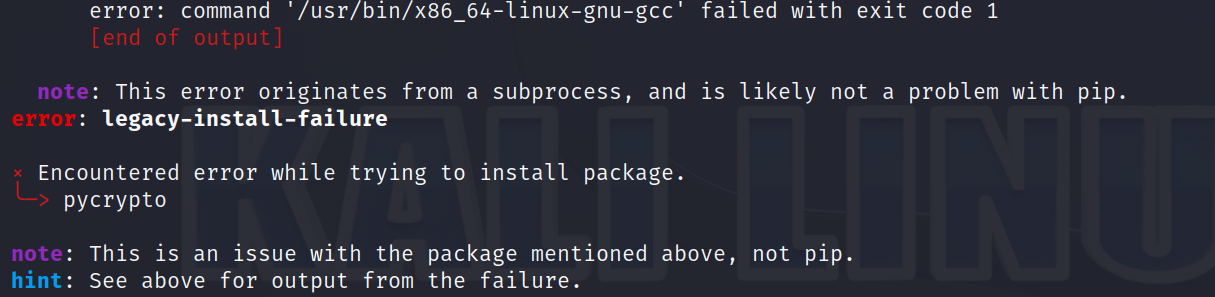 error: command '/usr/bin/x86_64-linux-gnu-gcc' failed with exit code 1
[end of output]
note: This error originates from a subprocess, and is likely not a problem with pip.
error: legacy-install-failure
× Encountered error while trying to install package.
╰─> pycrypto
note: This is an issue with the package mentioned above, not pip.
hint: See above for output from the failure.
KALI LINU